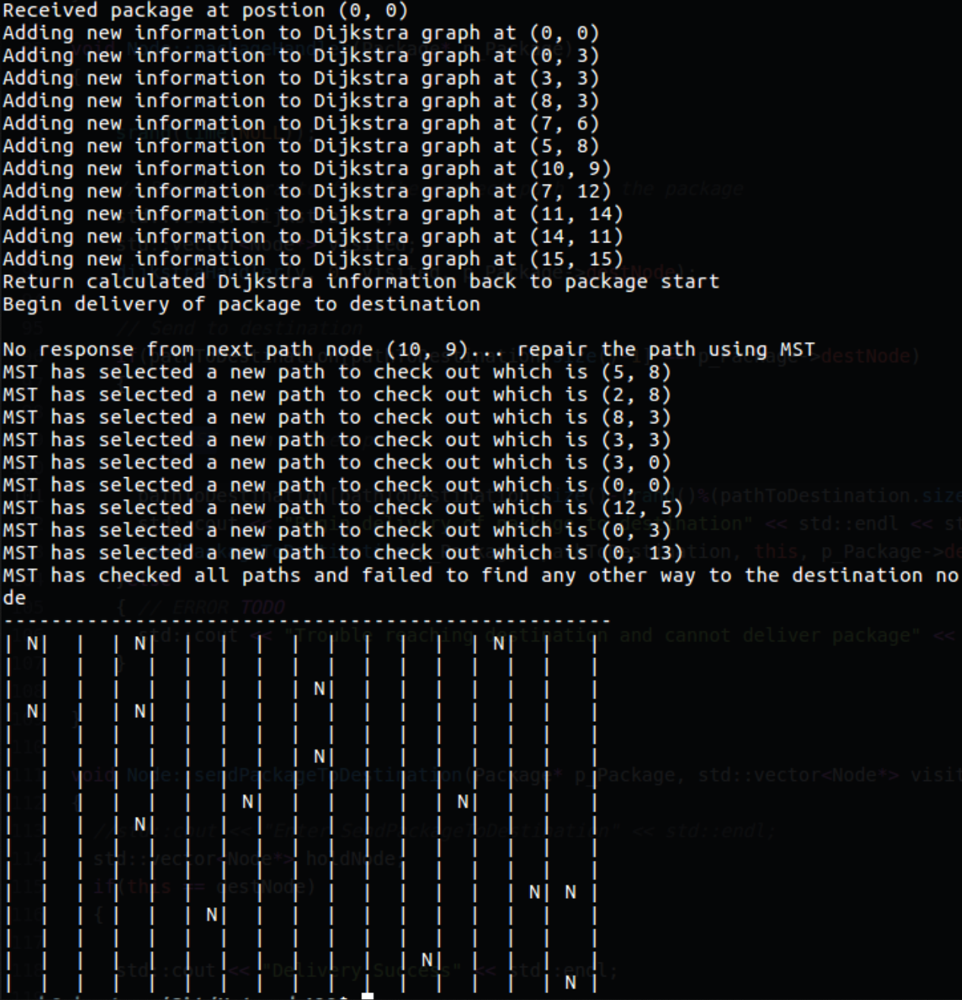 Received package at postion (0, 0)
Adding new information to Dijkstra graph at (0, 0)
Adding new information to Dijkstra graph at (0, 3)
Adding new information to Dijkstra graph at (3, 3)
Adding new information to Dijkstra graph at (8, 3)
Adding new information to Dijkstra graph at (7, 6)
Adding new information to Dijkstra graph at (5, 8)
Adding new information to Dijkstra graph at (10, 9)
Adding new information to Dijkstra graph at (7, 12)
Adding new information to Dijkstra graph at (11, 14)
Adding new information to Dijkstra graph at (14, 11)
Adding new information to Dijkstra graph at (15, 15)
Return calculated Dijkstra information back to package start
Begin delivery of package to destination
No response from next path node (10, 9)... repair the path using MST
MST has selected a new path to check out which is (5, 8)
MST has selected a new path to check out which is (2, 8)
MST has selected a new path to check out which is (8, 3)
MST has selected a new path to check out which is (3, 3)
MST has selected a new path to check out which is (3, 0)
MST has selected a new path to check out which is (0, 0)
MST has selected a new path to check out which is (12, 5)
MST has selected a new path to check out which is (0, 3)
MST has selected a new path to check out which is (0, 13)
MST has checked all paths and failed to find any other way to the destination no
de
---------------------------------------------------
| N|  |  | N|  |  |  |  |  |  |  |  |  | N|  |   |
|  |  |  |  |  |  |  |  |  |  |  |  |  |  |  |   |
|  |  |  |  |  |  |  |  | N|  |  |  |  |  |  |   |
| N|  |  | N|  |  |  |  |  |  |  |  |  |  |  |   |
|  |  |  |  |  |  |  |  |  |  |  |  |  |  |  |   |
|  |  |  |  |  |  |  |  | N|  |  |  |  |  |  |   |
|  |  |  |  |  |  |  |  |  |  |  |  |  |  |  |   |
|  |  |  |  |  |  | N|  |  |  |  |  | N|  |  |   |
|  |  |  | N|  |  |  |  |  |  |  |  |  |  |  |   |
|  |  |  |  |  |  |  |  |  |  |  |  |  |  |  |   |
|  |  |  |  |  |  |  |  |  |  |  |  |  |  |  |   |
|  |  |  |  |  |  |  |  |  |  |  |  |  |  | N| N |
|  |  |  |  |  | N|  |  |  |  |  |  |  |  |  |   |
|  |  |  |  |  |  |  |  |  |  |  |  |  |  |  |   |
|  |  |  |  |  |  |  |  |  |  |  | N|  |  |  |   |
|  |  |  |  |  |  |  |  |  |  |  |  |  |  |  | N |